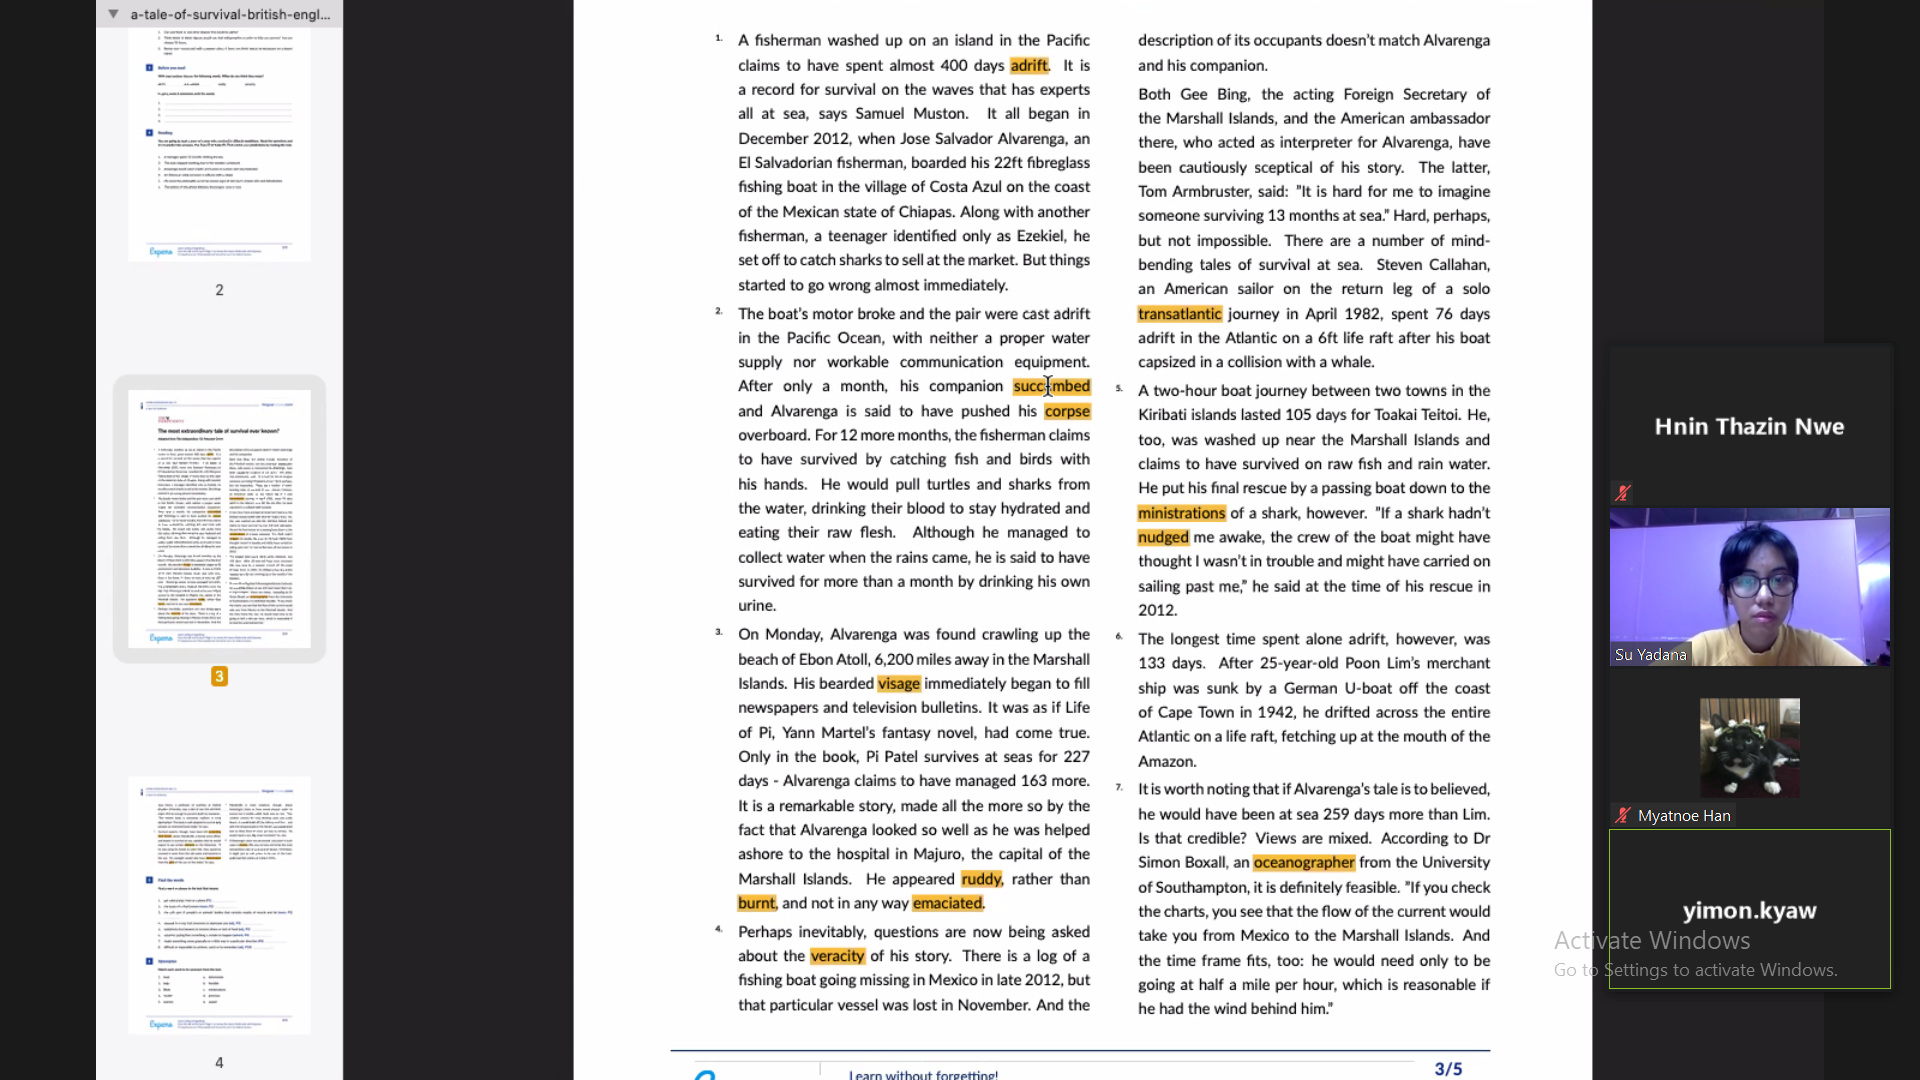 a-tale-of-survival-british-engl...
2
3
4
1. A fisherman washed up on an island in the Pacific
claims to have spent almost 400 days adrift. It is
a record for survival on the waves that has experts
all at sea, says Samuel Muston. It all began in
December 2012, when Jose Salvador Alvarenga, an
El Salvadorian fisherman, boarded his 22ft fibreglass
fishing boat in the village of Costa Azul on the coast
of the Mexican state of Chiapas. Along with another
fisherman, a teenager identified only as Ezekiel, he
set off to catch sharks to sell at the market. But things
started to go wrong almost immediately.
2. The boat's motor broke and the pair were cast adrift
in the Pacific Ocean, with neither a proper water
supply nor workable communication equipment.
After only a month, his companion succumbed
and Alvarenga is said to have pushed his corpse
overboard. For 12 more months, the fisherman claims
to have survived by catching fish and birds with
his hands. He would pull turtles and sharks from
the water, drinking their blood to stay hydrated and
eating their raw flesh. Although he managed to
collect water when the rains came, he is said to have
survived for more than a month by drinking his own
urine.
3. On Monday, Alvarenga was found crawling up the
beach of Ebon Atoll, 6,200 miles away in the Marshall
Islands. His bearded visage immediately began to fill
newspapers and television bulletins. It was as if Life
of Pi, Yann Martel's fantasy novel, had come true.
Only in the book, Pi Patel survives at seas for 227
days - Alvarenga claims to have managed 163 more.
It is a remarkable story, made all the more so by the
fact that Alvarenga looked so well as he was helped
ashore to the hospital in Majuro, the capital of the
Marshall Islands. He appeared ruddy, rather than
burnt, and not in any way emaciated.
4. Perhaps inevitably, questions are now being asked
about the veracity of his story. There is a log of a
fishing boat going missing in Mexico in late 2012, but
that particular vessel was lost in November. And the
description of its occupants doesn't match Alvarenga
and his companion.
Both Gee Bing, the acting Foreign Secretary of
the Marshall Islands, and the American ambassador
there, who acted as interpreter for Alvarenga, have
been cautiously sceptical of his story. The latter,
Tom Armbruster, said: "It is hard for me to imagine
someone surviving 13 months at sea." Hard, perhaps,
but not impossible. There are a number of mind-
bending tales of survival at sea. Steven Callahan,
an American sailor on the return leg of a solo
transatlantic journey in April 1982, spent 76 days
adrift in the Atlantic on a 6ft life raft after his boat
capsized in a collision with a whale.
5. A two-hour boat journey between two towns in the
Kiribati islands lasted 105 days for Toakai Teitoi. He,
too, was washed up near the Marshall Islands and
claims to have survived on raw fish and rain water.
He put his final rescue by a passing boat down to the
ministrations of a shark, however. "If a shark hadn't
nudged me awake, the crew of the boat might have
thought I wasn't in trouble and might have carried on
sailing past me," he said at the time of his rescue in
2012.
6. The longest time spent alone adrift, however, was
133 days. After 25-year-old Poon Lim's merchant
ship was sunk by a German U-boat off the coast
of Cape Town in 1942, he drifted across the entire
Atlantic on a life raft, fetching up at the mouth of the
Amazon.
7. It is worth noting that if Alvarenga's tale is to believed,
he would have been at sea 259 days more than Lim.
Is that credible? Views are mixed. According to Dr
Simon Boxall, an oceanographer from the University
of Southampton, it is definitely feasible. "If you check
the charts, you see that the flow of the current would
take you from Mexico to the Marshall Islands. And
the time frame fits, too: he would need only to be
going at half a mile per hour, which is reasonable if
he had the wind behind him."
Learn without forgetting!
3/5
Hnin Thazin Nwe
Su Yadana
Myatnoe Han
yimon.kyaw
Activate Windows
Go to Settings to activate Windows.